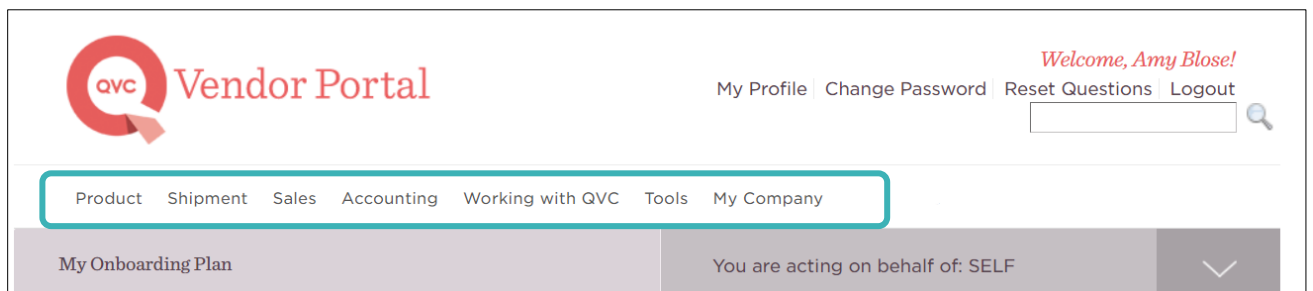 Welcome, Amy Blose!
QVC Vendor Portal
My Profile Change Password Reset Questions Logout
Product Shipment Sales Accounting Working with QVC Tools My Company
My Onboarding Plan
You are acting on behalf of: SELF